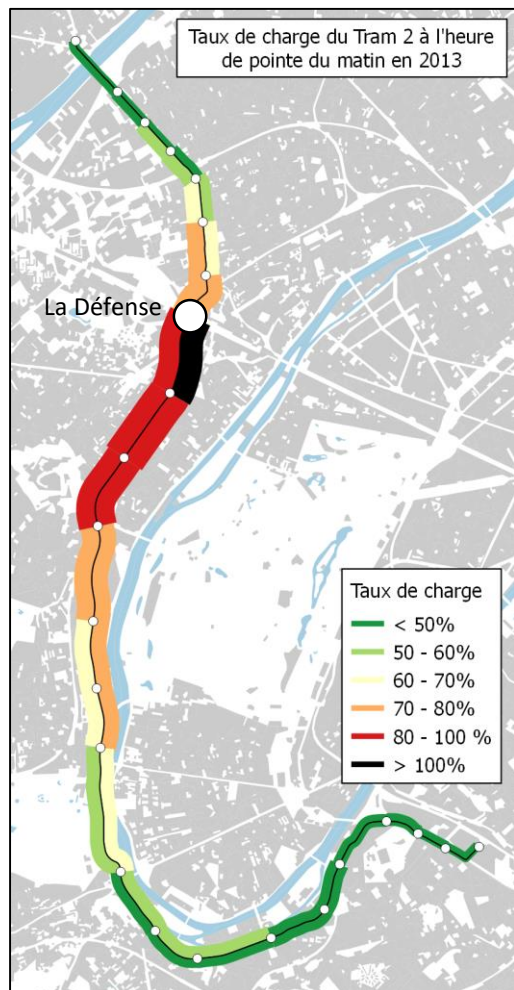 Taux de charge du Tram 2 à l'heure
de pointe du matin en 2013
La Défense
Taux de charge
< 50%
50 - 60%
60 - 70%
70 - 80%
80 - 100 %
> 100%